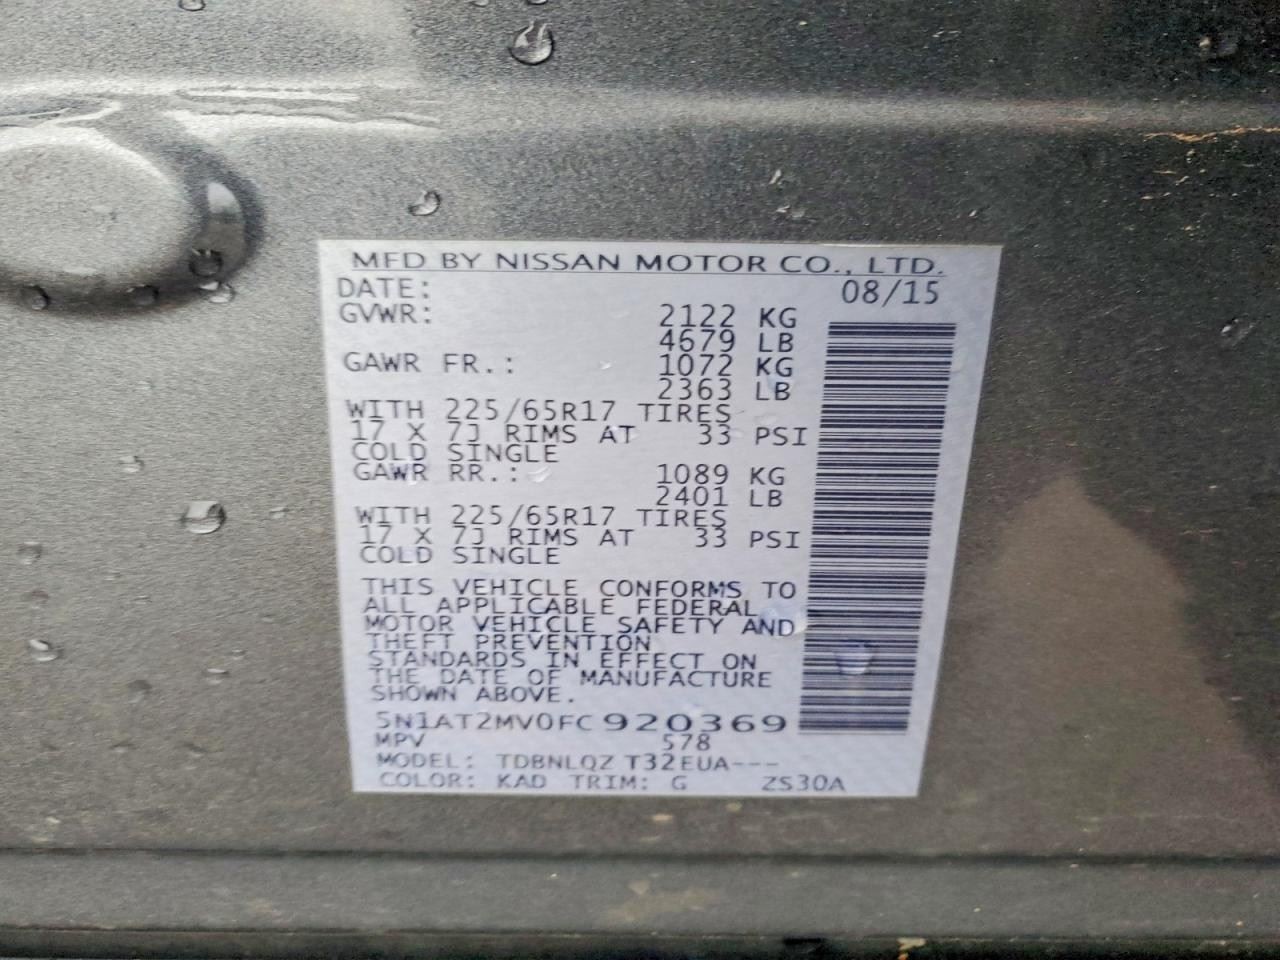 MFD BY NISSAN MOTOR CO., LTD.
DATE: 08/15
GVWR: 2122 KG
4679 LB
GAWR FR.: 1072 KG
2363 LB
WITH 225/65R17 TIRES
17 X 7J RIMS AT 33 PSI
COLD SINGLE
GAWR RR.: 1089 KG
2401 LB
WITH 225/65R17 TIRES
17 X 7J RIMS AT 33 PSI
COLD SINGLE
THIS VEHICLE CONFORMS TO
ALL APPLICABLE FEDERAL
MOTOR VEHICLE SAFETY AND
THEFT PREVENTION
STANDARDS IN EFFECT ON
THE DATE OF MANUFACTURE
SHOWN ABOVE.
5N1AT2MV0FC920369
MPV 578
MODEL: TDBNLQZ T32EUA---
COLOR: KAD TRIM: G ZS30A